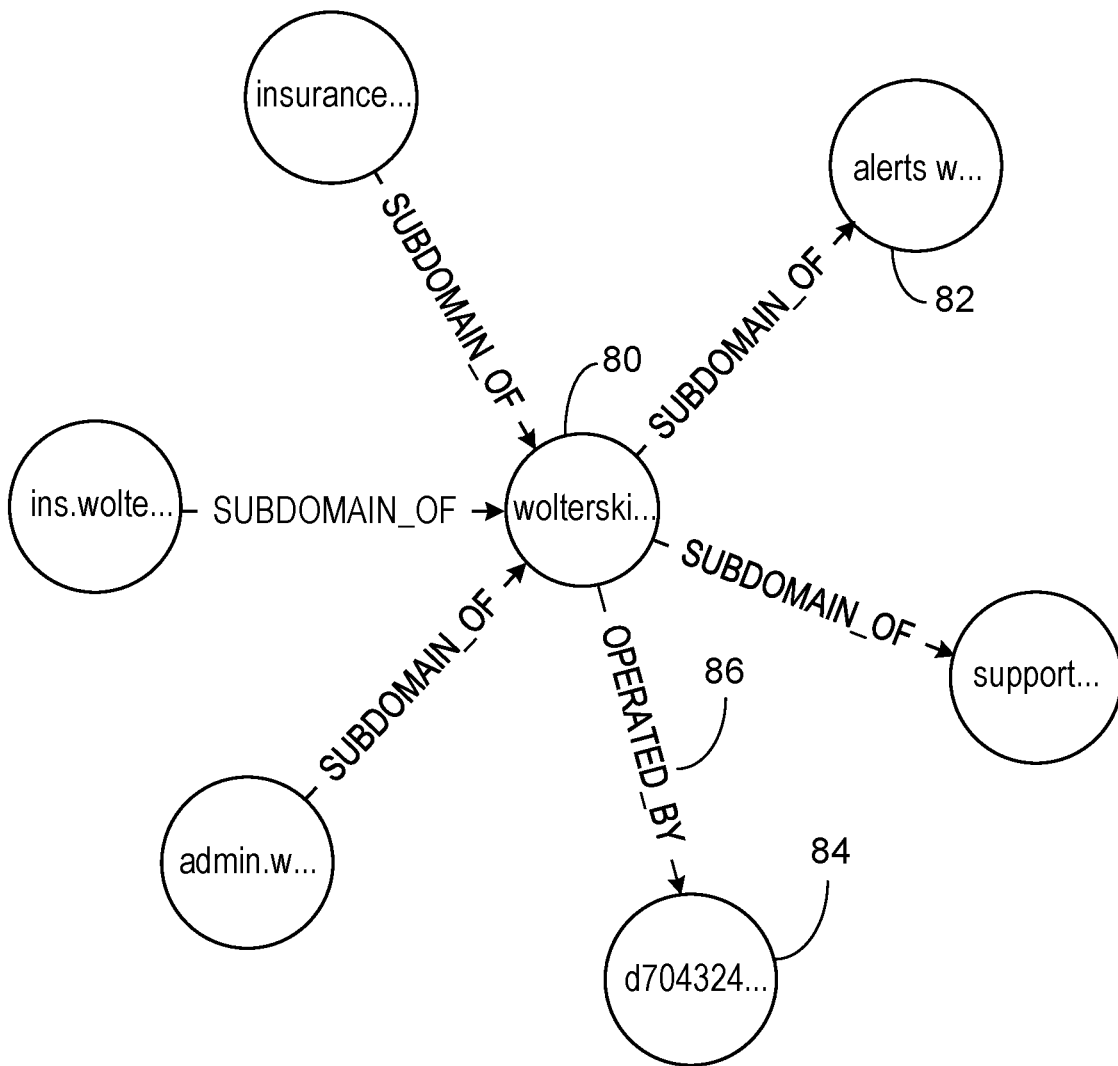 insurance...
alerts w...
SUBDOMAIN_OF
SUBDOMAIN_OF
82
80
ins.wolte...
SUBDOMAIN_OF
wolterski...
SUBDOMAIN_OF
SUBDOMAIN_OF
OPERATED_BY
86
support...
admin.w...
84
d704324...